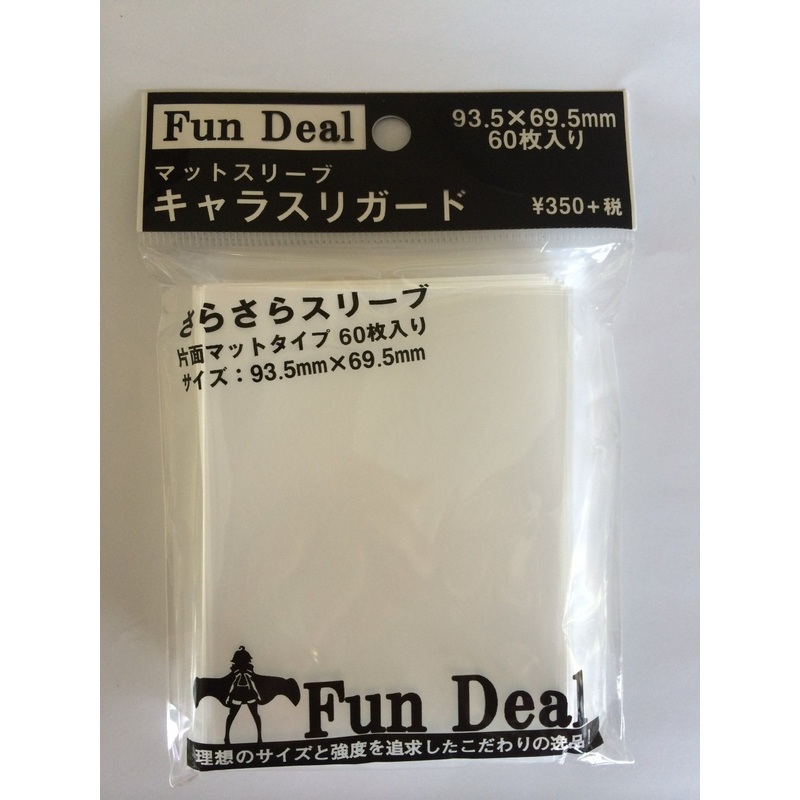 Fun Deal
93.5×69.5mm
60枚入り
マットスリーブ
キャラスリガード
¥350+税
さらさらスリーブ
片面マットタイプ 60枚入り
サイズ：93.5mm×69.5mm
Fun Deal
理想のサイズと強度を追求したこだわりの逸品!